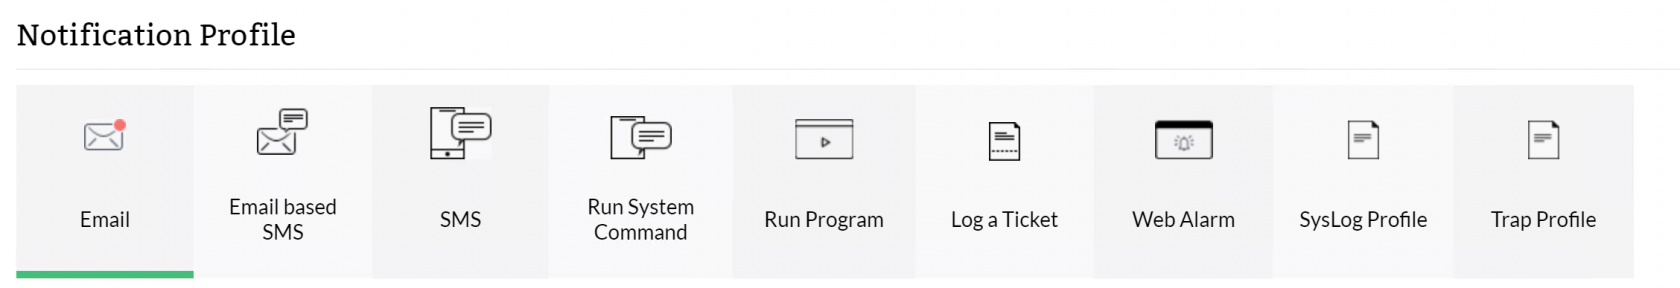 Notification Profile
Email
Email based
SMS
SMS
Run System
Command
Run Program
Log a Ticket
Web Alarm
SysLog Profile
Trap Profile